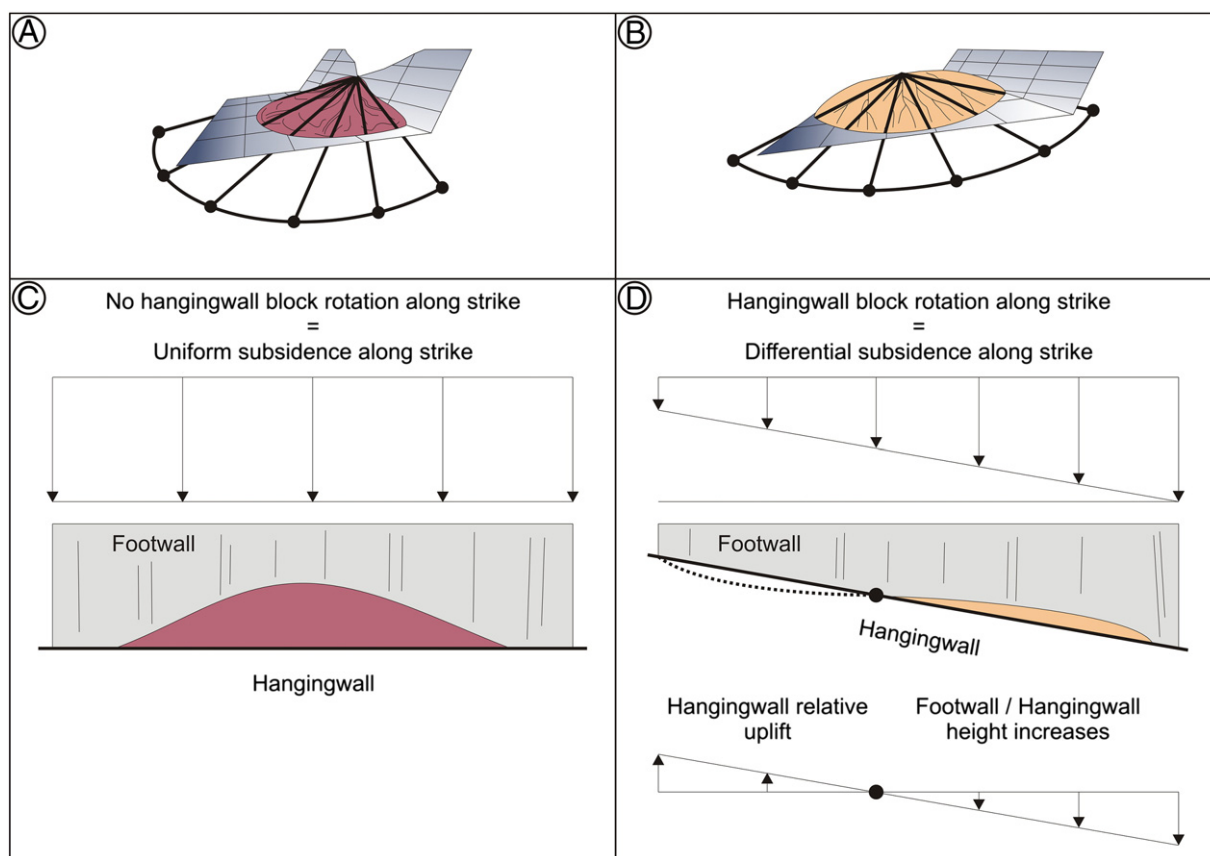 A
B
C
No hangingwall block rotation along strike
=
Uniform subsidence along strike
Footwall
Hangingwall
D
Hangingwall block rotation along strike
=
Differential subsidence along strike
Footwall
Hangingwall
Hangingwall relative
uplift
Footwall / Hangingwall
height increases